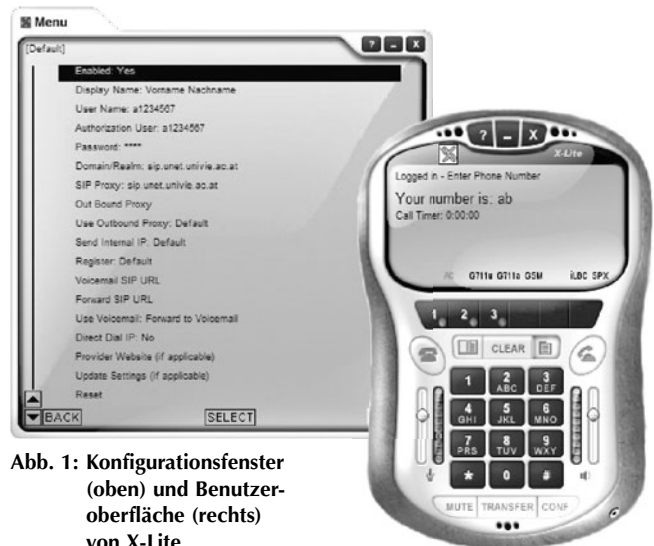 Menu
[Default]
? – X
Enabled: Yes
Display Name: Vorname Nachname
User Name: a1234567
Authorization User: a1234567
Password: ****
Domain/Realm: sip.unet.univie.ac.at
SIP Proxy: sip.unet.univie.ac.at
Out Bound Proxy
Use Outbound Proxy: Default
Send Internal IP: Default
Register: Default
Voicemail SIP URL
Forward SIP URL
Use Voicemail: Forward to Voicemail
Direct Dial IP: No
Provider Website (if applicable)
Update Settings (if applicable)
Reset
BACK
SELECT
? – X
X-Lite
Logged in - Enter Phone Number
Your number is: ab
Call Timer: 0:00:00
G711u G711a GSM iLBC SPX
1 2 3
CLEAR
1 2 ABC 3 DEF
4 GHI 5 JKL 6 MNO
7 PRS 8 TUV 9 WXY
* 0 #
MUTE TRANSFER CONF
Abb. 1: Konfigurationsfenster
(oben) und Benutzer-
oberfläche (rechts)
von X-Lite